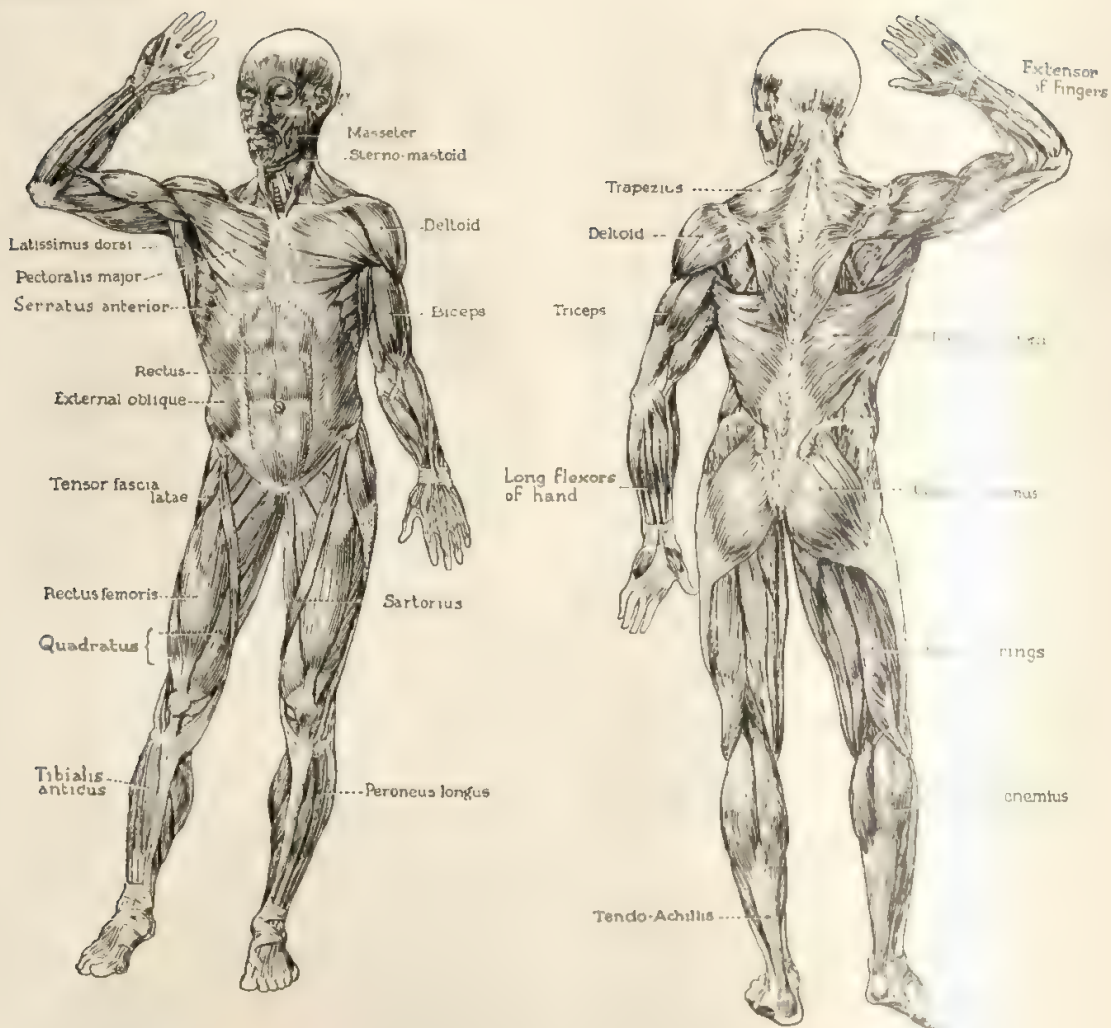 Masseter
Sterno-mastoid
Deltoid
Latissimus dorsi
Pectoralis major
Serratus anterior
Biceps
Rectus
External oblique
Tensor fascia
latae
Rectus femoris
Sartorius
Quadratus
Tibialis
anticus
Peroneus longus
Extensor
of fingers
Trapezius
Deltoid
Triceps
Long flexors
of hand
nus
rings
enemius
Tendo-Achillis